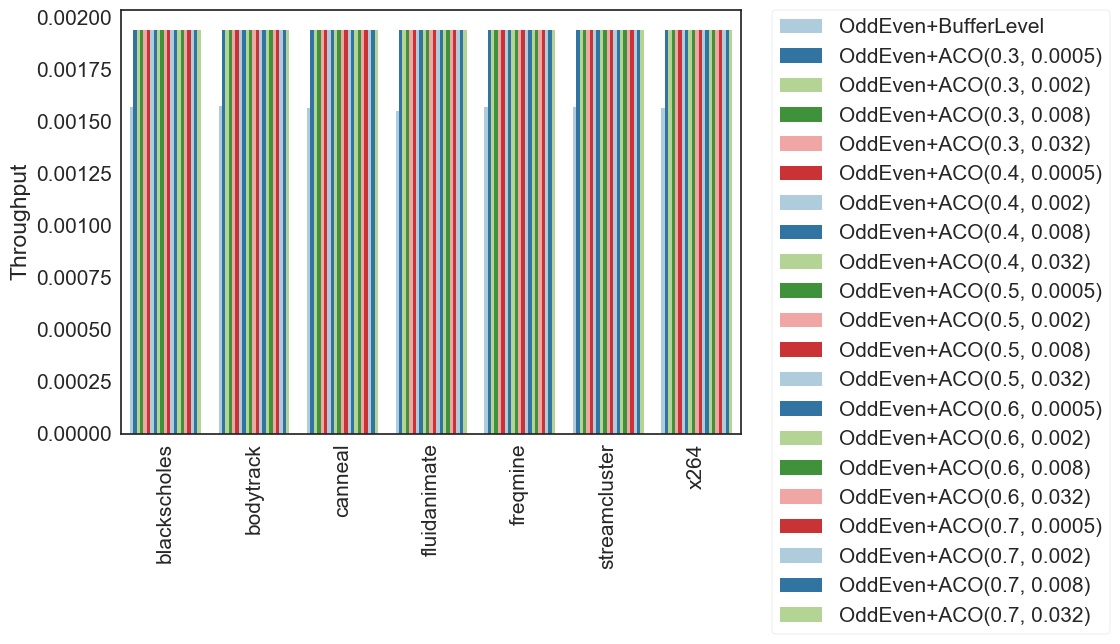 Throughput
0.00200
0.00175
0.00150
0.00125
0.00100
0.00075
0.00050
0.00025
0.00000
blackscholes
bodytrack
canneal
fluidanimate
freqmine
streamcluster
x264
OddEven+BufferLevel
OddEven+ACO(0.3, 0.0005)
OddEven+ACO(0.3, 0.002)
OddEven+ACO(0.3, 0.008)
OddEven+ACO(0.3, 0.032)
OddEven+ACO(0.4, 0.0005)
OddEven+ACO(0.4, 0.002)
OddEven+ACO(0.4, 0.008)
OddEven+ACO(0.4, 0.032)
OddEven+ACO(0.5, 0.0005)
OddEven+ACO(0.5, 0.002)
OddEven+ACO(0.5, 0.008)
OddEven+ACO(0.5, 0.032)
OddEven+ACO(0.6, 0.0005)
OddEven+ACO(0.6, 0.002)
OddEven+ACO(0.6, 0.008)
OddEven+ACO(0.6, 0.032)
OddEven+ACO(0.7, 0.0005)
OddEven+ACO(0.7, 0.002)
OddEven+ACO(0.7, 0.008)
OddEven+ACO(0.7, 0.032)